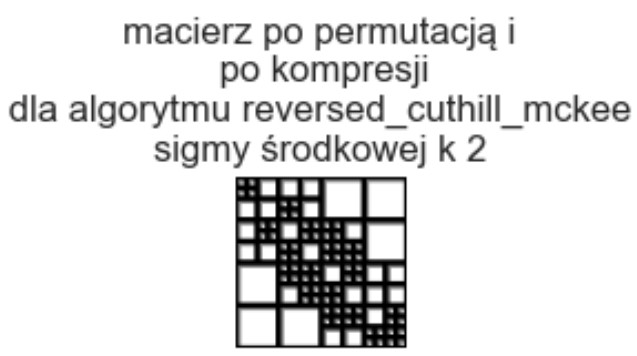 macierz po permutacją i
po kompresji
dla algorytmu reversed_cuthill_mckee
sigmy środkowej k 2